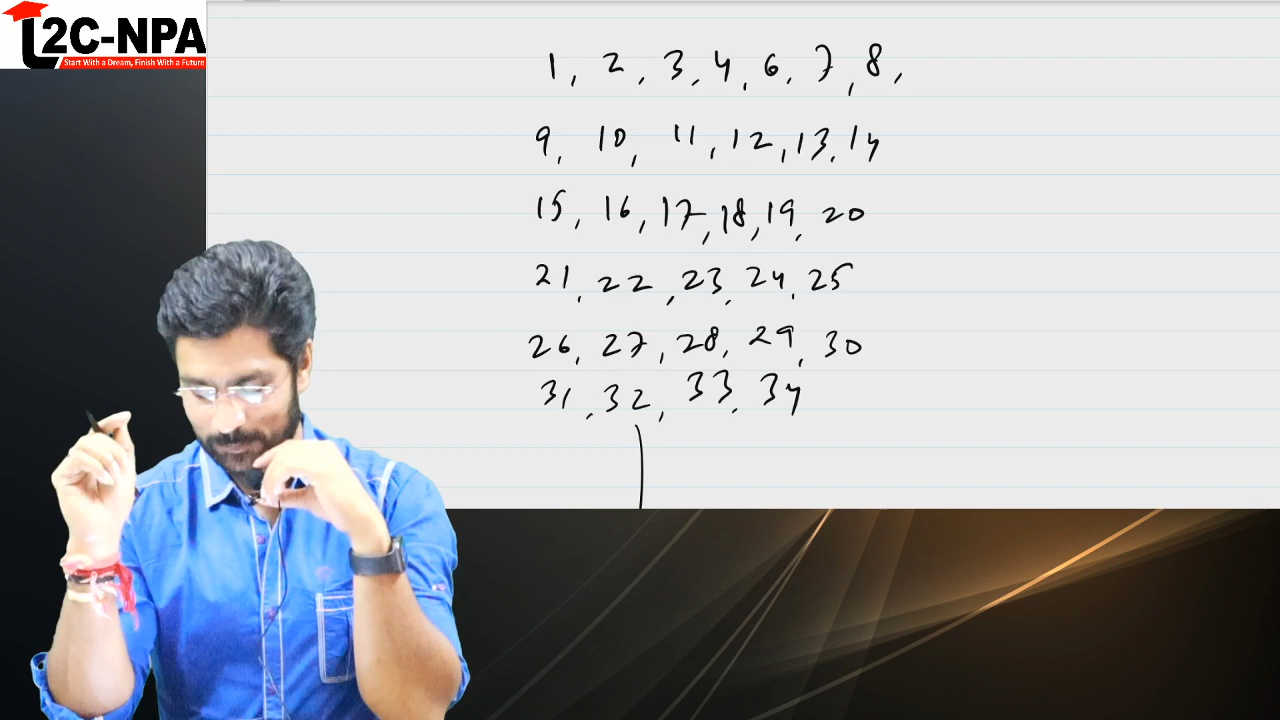 2C-NPA
Start With a Dream, Finish With a Future
1, 2, 3, 4, 6, 7, 8,
9, 10, 11, 12, 13, 14
15, 16, 17, 18, 19, 20
21, 22, 23, 24, 25
26, 27, 28, 29, 30
31, 32, 33, 34